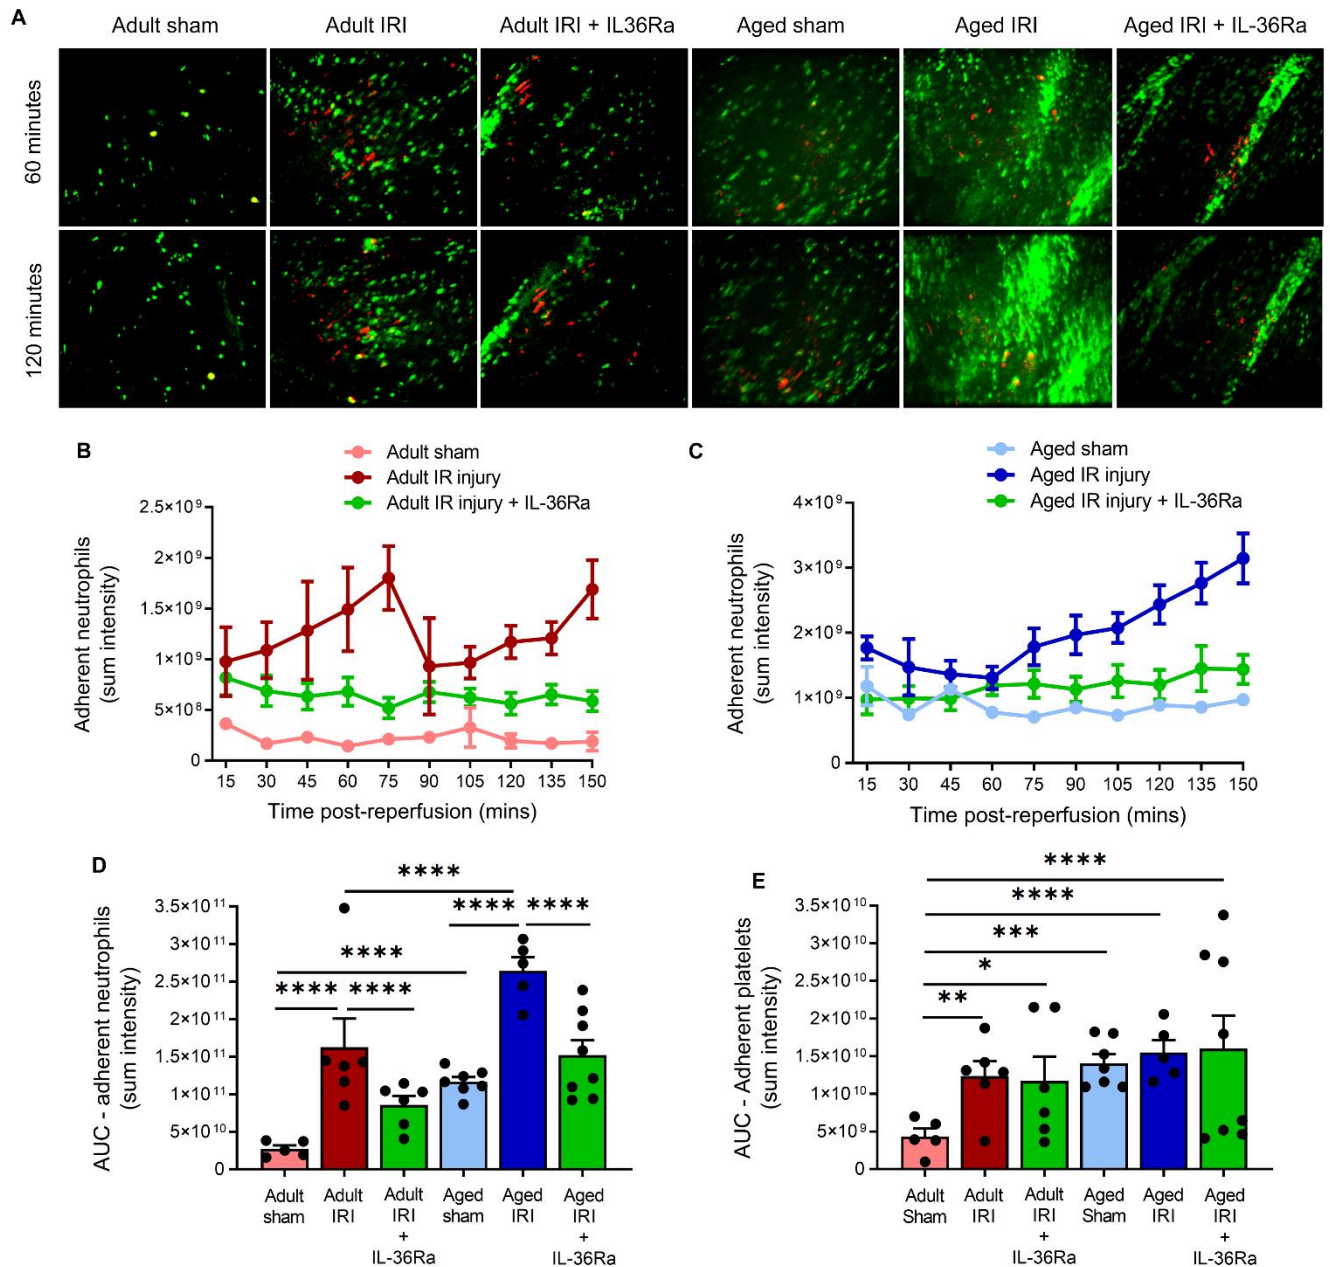 A
Adult sham
Adult IRI
Adult IRI + IL36Ra
Aged sham
Aged IRI
Aged IRI + IL-36Ra
60 minutes
120 minutes
B
Adult sham
Adult IR injury
Adult IR injury + IL-36Ra
Adherent neutrophils
(sum intensity)
2.5×10⁹
2×10⁹
1.5×10⁹
1×10⁹
5×10⁸
0
15 30 45 60 75 90 105 120 135 150
Time post-reperfusion (mins)
C
Aged sham
Aged IR injury
Aged IR injury + IL-36Ra
Adherent neutrophils
(sum intensity)
4×10⁹
3×10⁹
2×10⁹
1×10⁹
0
15 30 45 60 75 90 105 120 135 150
Time post-reperfusion (mins)
D
AUC - adherent neutrophils
(sum intensity)
3.5×10¹¹
3×10¹¹
2.5×10¹¹
2×10¹¹
1.5×10¹¹
1×10¹¹
5×10¹⁰
0
****
**** ****
****
**** ****
Adult sham
Adult IRI
Adult IRI + IL-36Ra
Aged sham
Aged IRI
Aged IRI + IL-36Ra
E
AUC - Adherent platelets
(sum intensity)
3.5×10¹⁰
3×10¹⁰
2.5×10¹⁰
2×10¹⁰
1.5×10¹⁰
1×10¹⁰
5×10⁹
0
****
****
***
*
**
Adult Sham
Adult IRI
Adult IRI + IL-36Ra
Aged Sham
Aged IRI
Aged IRI + IL-36Ra